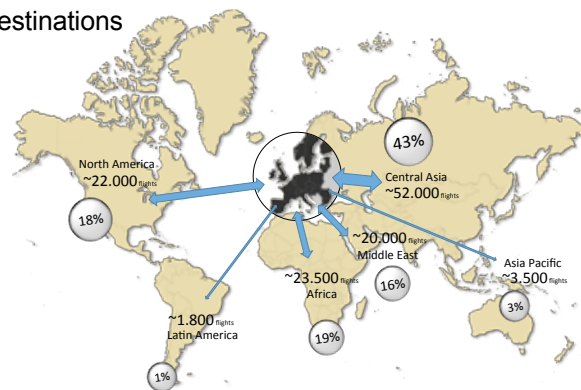 estinations
43%
North America
~22.000 flights
18%
Central Asia
~52.000 flights
~20.000 flights
Middle East
16%
Asia Pacific
~3.500 flights
3%
~23.500 flights
Africa
19%
~1.800 flights
Latin America
1%